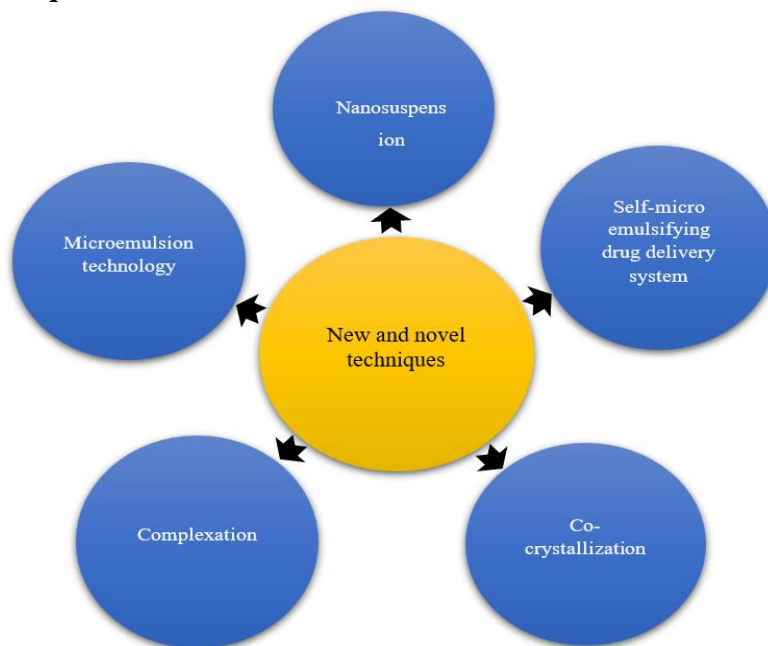 Nanosuspens
ion
Self-micro
emulsifying
drug delivery
system
Microemulsion
technology
New and novel
techniques
Complexation
Co-
crystallization